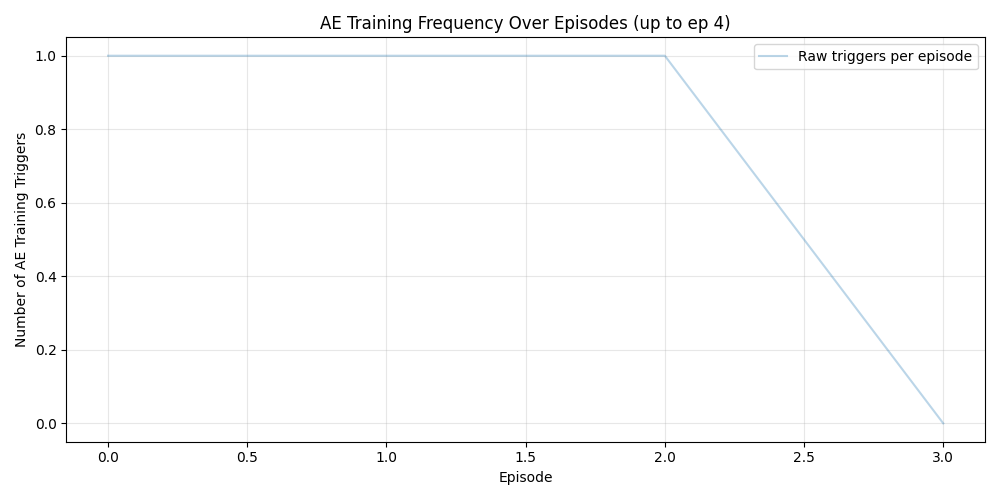 AE Training Frequency Over Episodes (up to ep 4)
Raw triggers per episode
Number of AE Training Triggers
1.0
0.8
0.6
0.4
0.2
0.0
0.0 0.5 1.0 1.5 2.0 2.5 3.0
Episode